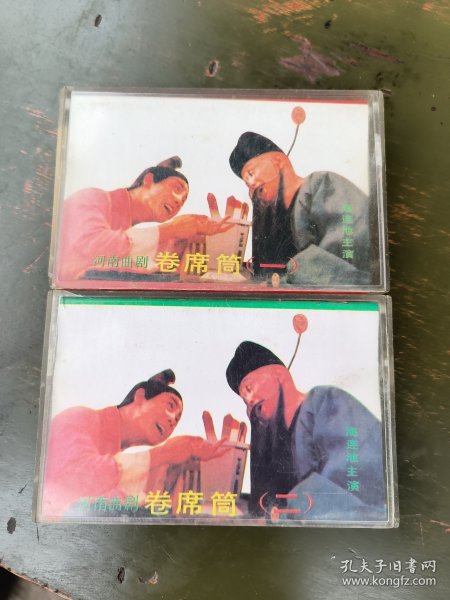 海连池主演
河南曲剧 卷席筒（一）
海连池主演
河南曲剧 卷席筒（二）
孔夫子旧书网
www.kongfz.com